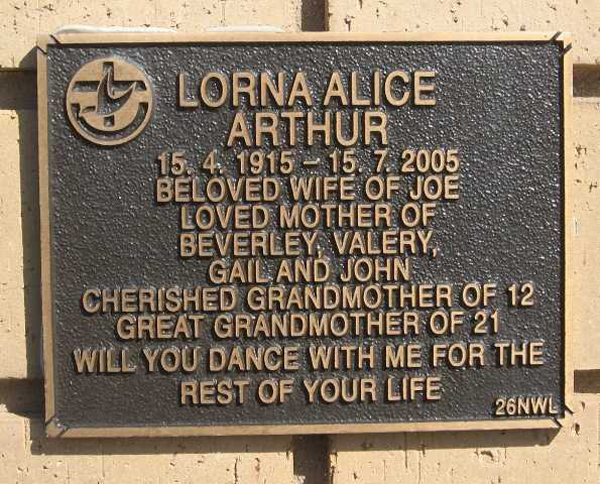 LORNA ALICE
ARTHUR
15. 4. 1915 – 15. 7. 2005
BELOVED WIFE OF JOE
LOVED MOTHER OF
BEVERLEY, VALERY,
GAIL AND JOHN
CHERISHED GRANDMOTHER OF 12
GREAT GRANDMOTHER OF 21
WILL YOU DANCE WITH ME FOR THE
REST OF YOUR LIFE
26NWL